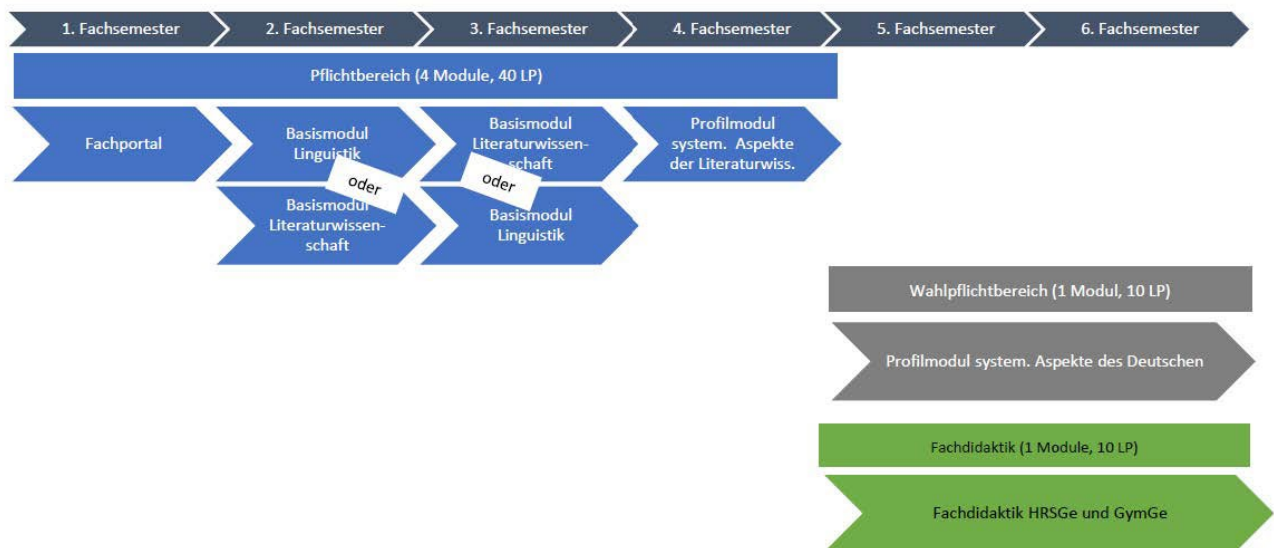 1. Fachsemester
2. Fachsemester
3. Fachsemester
4. Fachsemester
5. Fachsemester
6. Fachsemester
Pflichtbereich (4 Module, 40 LP)
Fachportal
Basismodul
Linguistik
oder
Basismodul
Literaturwissen-
schaft
Basismodul
Literaturwissen-
schaft
oder
Basismodul
Linguistik
Profilmodul
system. Aspekte
der Literaturwiss.
Wahlpflichtbereich (1 Modul, 10 LP)
Profilmodul system. Aspekte des Deutschen
Fachdidaktik (1 Module, 10 LP)
Fachdidaktik HRSGe und GymGe